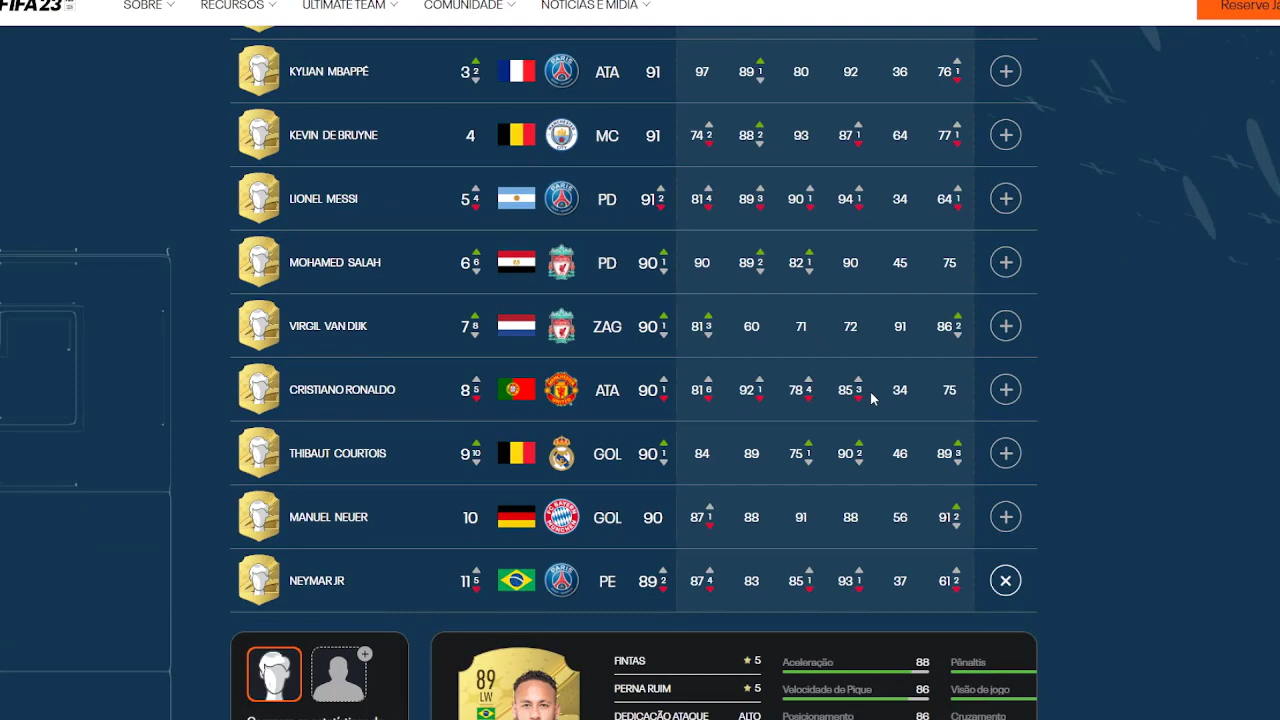 FIFA 23 SOBRE RECURSOS ULTIMATE TEAM COMUNIDADE NOTÍCIAS E MÍDIA Reserve Já
KYLIAN MBAPPÉ 3 2 ATA 91 97 89 1 80 92 36 76 1
KEVIN DE BRUYNE 4 MC 91 74 2 88 2 93 87 1 64 77 1
LIONEL MESSI 5 4 PD 91 2 81 4 89 3 90 1 94 1 34 64 1
MOHAMED SALAH 6 6 PD 90 1 90 89 2 82 1 90 45 75
VIRGIL VAN DIJK 7 8 ZAG 90 1 81 3 60 71 72 91 86 2
CRISTIANO RONALDO 8 5 ATA 90 1 81 6 92 1 78 4 85 3 34 75
THIBAUT COURTOIS 9 10 GOL 90 1 84 89 75 1 90 2 46 89 3
MANUEL NEUER 10 GOL 90 87 1 88 91 88 56 91 2
NEYMAR JR 11 5 PE 89 2 87 4 83 85 1 93 1 37 61 2
89
LW
FINTAS 5
PERNA RUIM 5
DEDICAÇÃO ATAQUE ALTO
Aceleração 88 Pênaltis
Velocidade de Pique 86 Visão de jogo
Posicionamento 86 Cruzamento